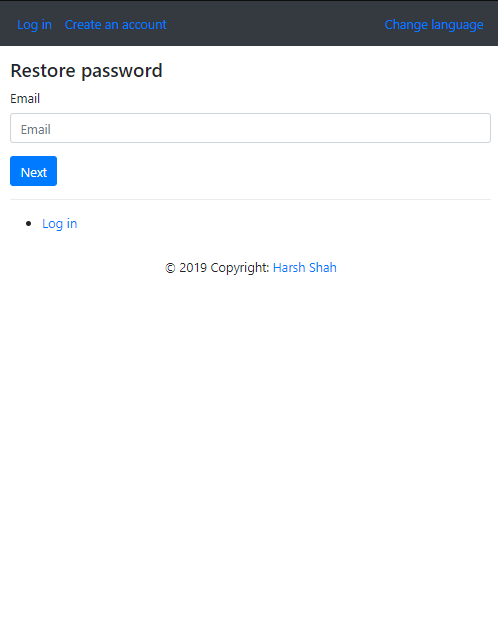 Log in Create an account Change language
Restore password
Email
Email
Next
Log in
© 2019 Copyright: Harsh Shah